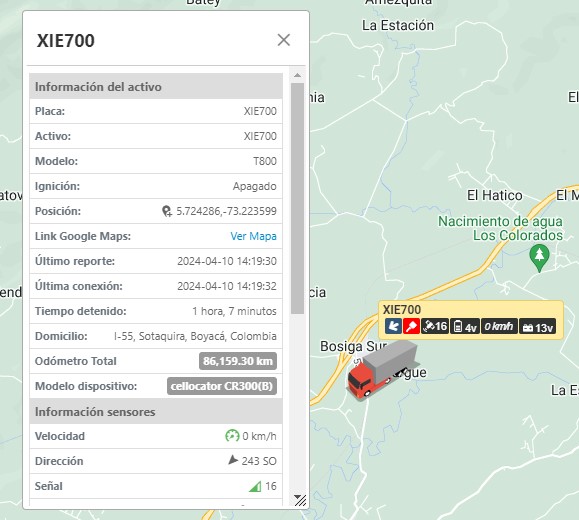 XIE700
Información del activo
Placa: XIE700
Activo: XIE700
Modelo: T800
Ignición: Apagado
Posición: 5.724286,-73.223599
Link Google Maps: Ver Mapa
Último reporte: 2024-04-10 14:19:30
Última conexión: 2024-04-10 14:19:32
Tiempo detenido: 1 hora, 7 minutos
Domicilio: I-55, Sotaquira, Boyacá, Colombia
Odómetro Total 86,159.30 km
Modelo dispositivo: cellocator CR300(B)
Información sensores
Velocidad 0 km/h
Dirección 243 SO
Señal 16
La Estación
El Hatico
El M
Nacimiento de agua
Los Colorados
XIE700
16 4v 0 km/h 13v
Bosiga Sur
gue
La E